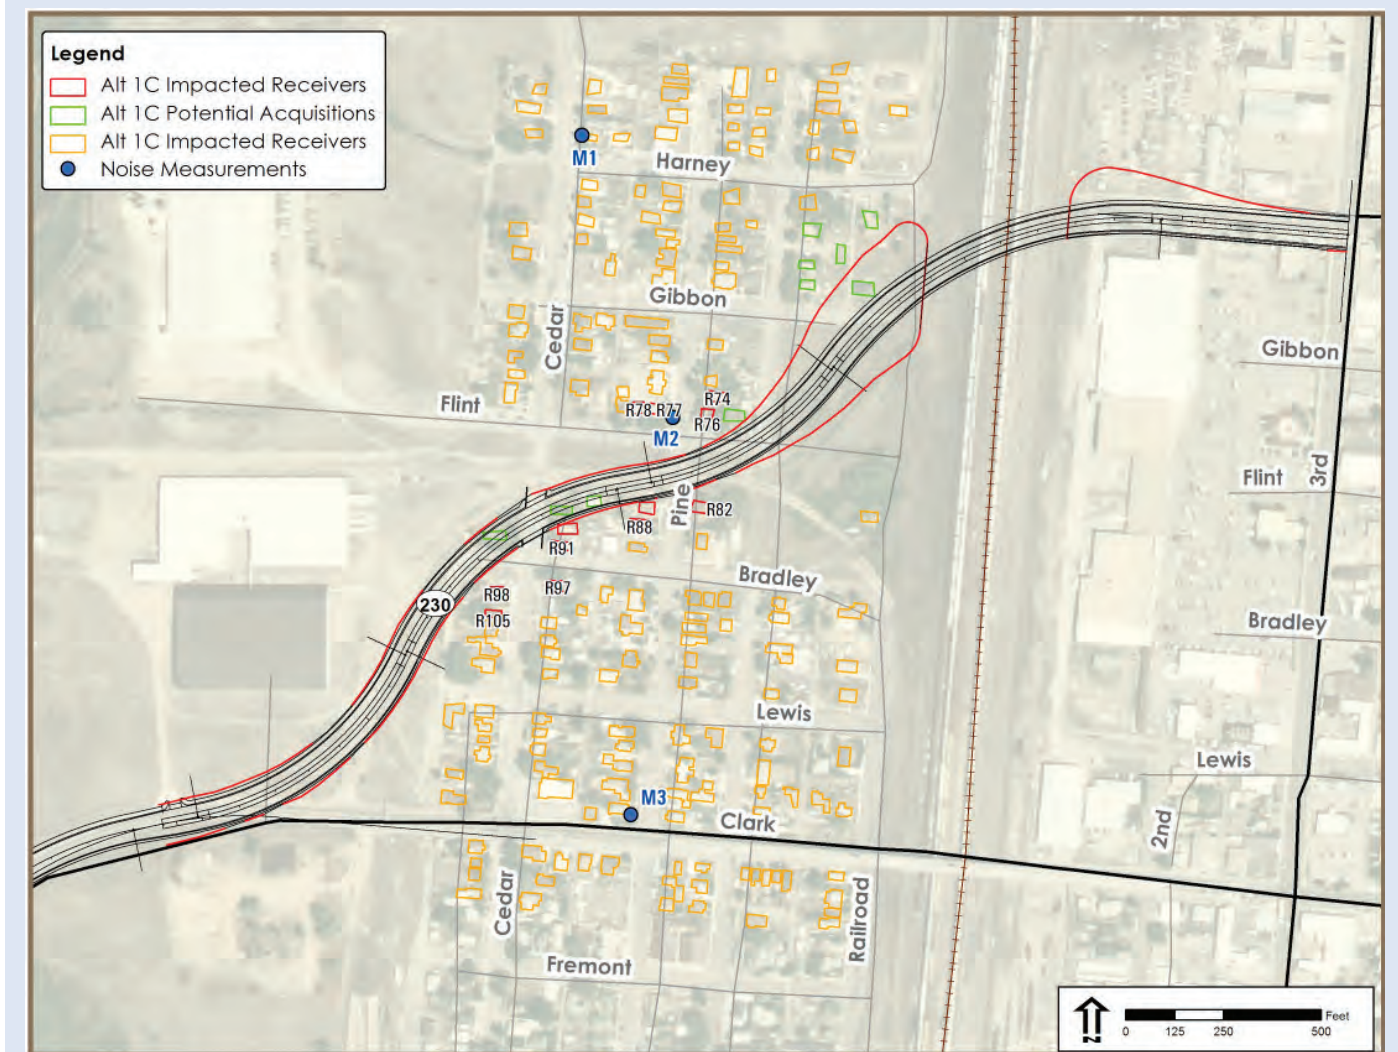 Legend
Alt 1C Impacted Receivers
Alt 1C Potential Acquisitions
Alt 1C Impacted Receivers
Noise Measurements
M1
Harney
Gibbon
Cedar
Gibbon
Flint
R78
R77
R74
R76
M2
Flint
3rd
Pine
R82
R88
R91
Bradley
R98
R97
230
R105
Bradley
Lewis
Lewis
M3
Clark
2nd
Cedar
Railroad
Fremont
N
0 125 250 500 Feet